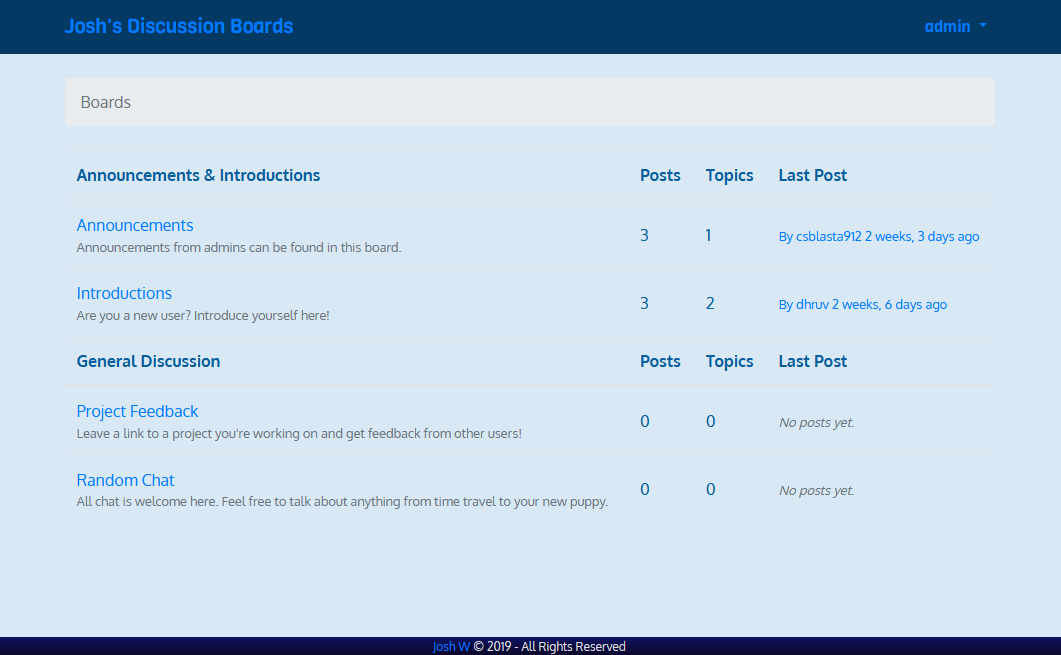 Josh's Discussion Boards admin
Boards
Announcements & Introductions Posts Topics Last Post
Announcements
Announcements from admins can be found in this board.
3 1 By csblasta912 2 weeks, 3 days ago
Introductions
Are you a new user? Introduce yourself here!
3 2 By dhruv 2 weeks, 6 days ago
General Discussion Posts Topics Last Post
Project Feedback
Leave a link to a project you're working on and get feedback from other users!
0 0 No posts yet.
Random Chat
All chat is welcome here. Feel free to talk about anything from time travel to your new puppy.
0 0 No posts yet.
Josh W © 2019 - All Rights Reserved